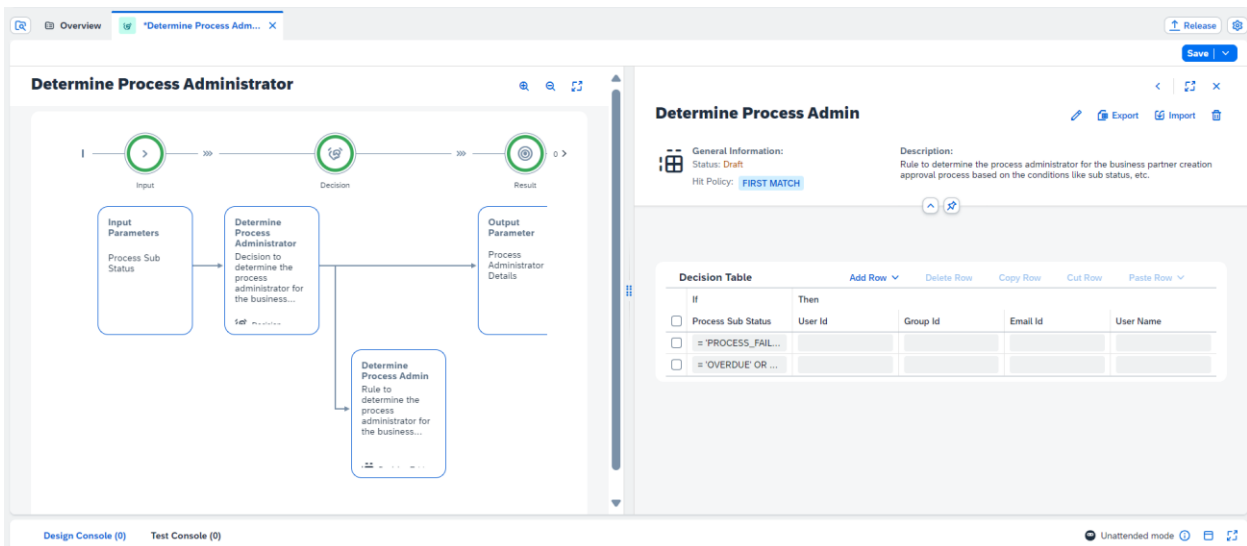 Overview
*Determine Process Adm...
Release
Save
Determine Process Administrator
Input
Decision
Result
0
Input
Parameters
Process Sub
Status
Determine
Process
Administrator
Decision to
determine the
process
administrator for
the business...
Output
Parameter
Process
Administrator
Details
Determine
Process Admin
Rule to
determine the
process
administrator for
the business...
Determine Process Admin
Export
Import
General Information:
Status: Draft
Hit Policy: FIRST MATCH
Description:
Rule to determine the process administrator for the business partner creation
approval process based on the conditions like sub status, etc.
Decision Table
Add Row
Delete Row
Copy Row
Cut Row
Paste Row
If
Then
Process Sub Status
User Id
Group Id
Email Id
User Name
= 'PROCESS_FAIL...
= 'OVERDUE' OR ...
Design Console (0)
Test Console (0)
Unattended mode